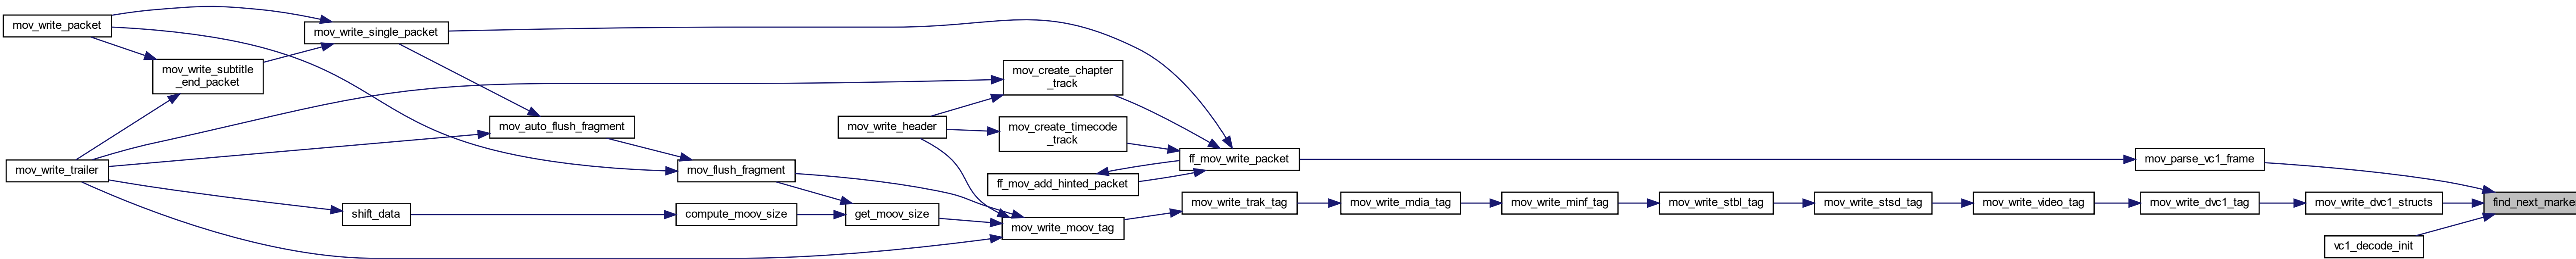 mov_write_packet
mov_write_single_packet
mov_write_subtitle
_end_packet
mov_create_chapter
_track
mov_auto_flush_fragment
mov_write_header
mov_create_timecode
_track
ff_mov_write_packet
mov_parse_vc1_frame
mov_write_trailer
mov_flush_fragment
ff_mov_add_hinted_packet
mov_write_trak_tag
mov_write_mdia_tag
mov_write_minf_tag
mov_write_stbl_tag
mov_write_stsd_tag
mov_write_video_tag
mov_write_dvc1_tag
mov_write_dvc1_structs
find_next_marke
shift_data
compute_moov_size
get_moov_size
mov_write_moov_tag
vc1_decode_init